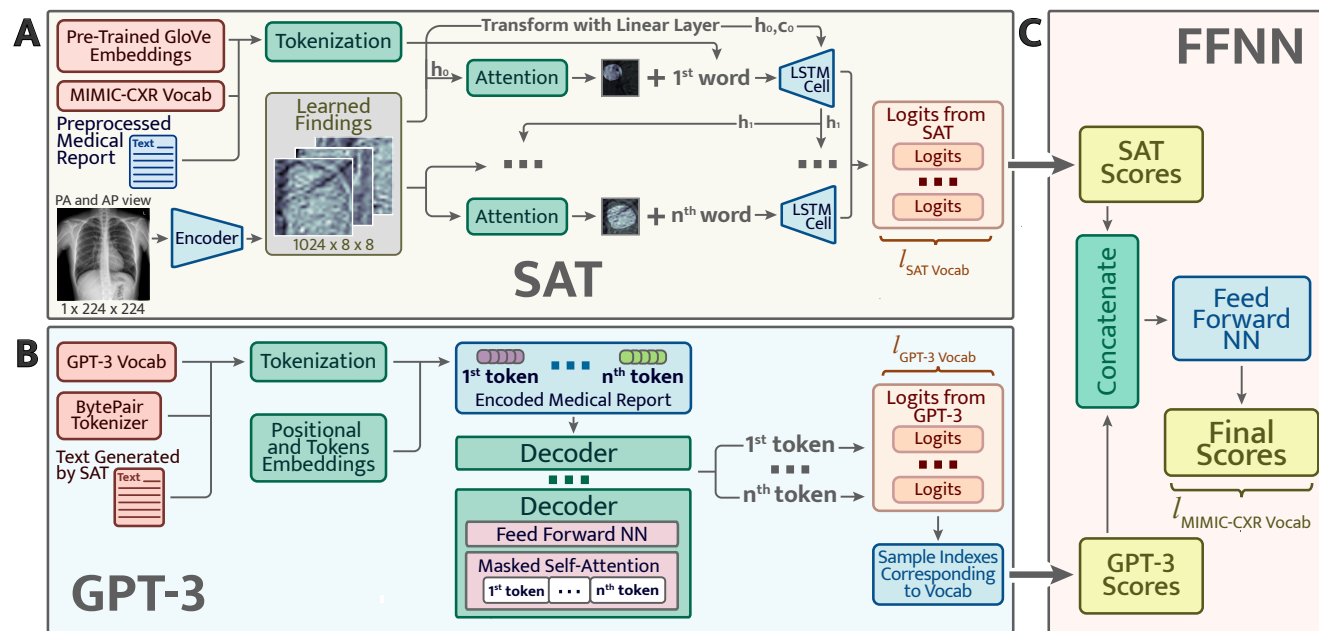 A
Pre-Trained GloVe
Embeddings
MIMIC-CXR Vocab
Preprocessed
Medical
Report
Text
PA and AP view
L
1 x 224 x 224
Encoder
Tokenization
Learned
Findings
1024 x 8 x 8
Transform with Linear Layer
h₀,c₀
h₀
Attention
+ 1ˢᵗ word
LSTM
Cell
h₁
h₁
Attention
+ nᵗʰ word
LSTM
Cell
SAT
Logits from
SAT
Logits
Logits
l SAT Vocab
B
GPT-3 Vocab
BytePair
Tokenizer
Text Generated
by SAT
Text
GPT-3
Tokenization
Positional
and Tokens
Embeddings
1ˢᵗ token
nᵗʰ token
Encoded Medical Report
Decoder
Decoder
Feed Forward NN
Masked Self-Attention
1ˢᵗ token
...
nᵗʰ token
1ˢᵗ token
nᵗʰ token
l GPT-3 Vocab
Logits from
GPT-3
Logits
Logits
Sample Indexes
Corresponding
to Vocab
C
FFNN
SAT
Scores
Concatenate
Feed
Forward
NN
Final
Scores
l MIMIC-CXR Vocab
GPT-3
Scores